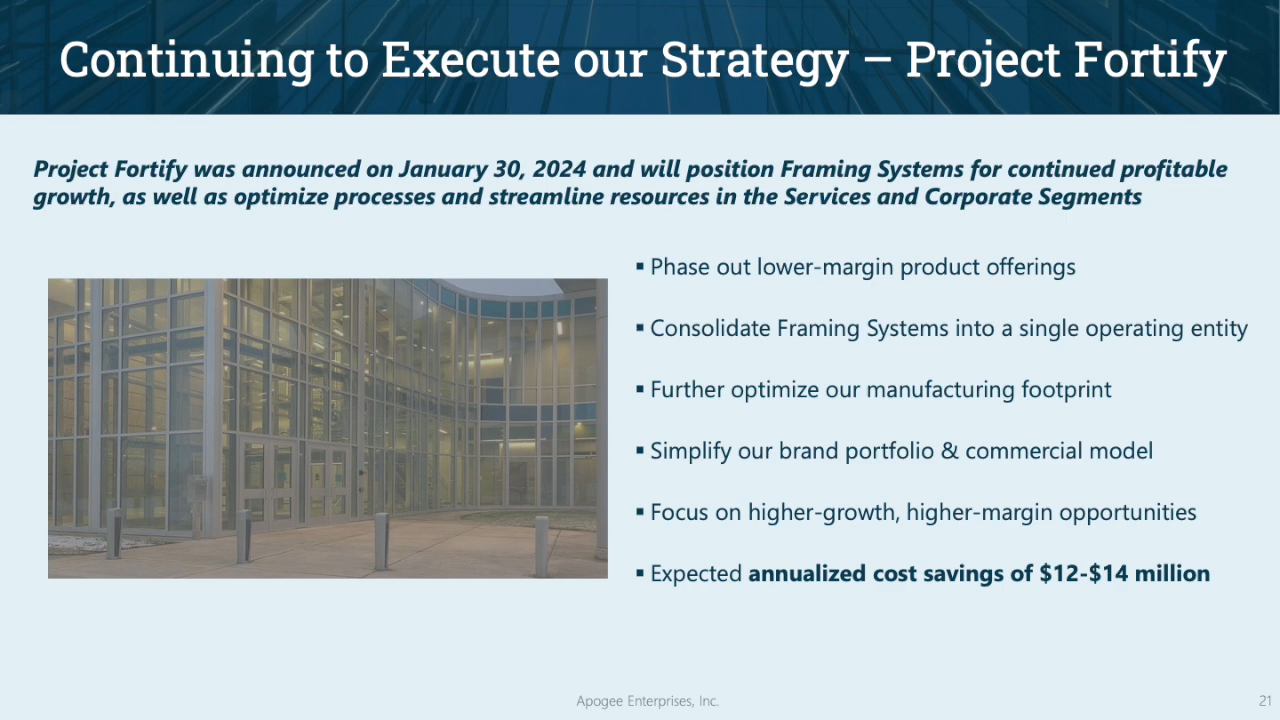 Continuing to Execute our Strategy – Project Fortify
Project Fortify was announced on January 30, 2024 and will position Framing Systems for continued profitable
growth, as well as optimize processes and streamline resources in the Services and Corporate Segments
▪ Phase out lower-margin product offerings
▪ Consolidate Framing Systems into a single operating entity
▪ Further optimize our manufacturing footprint
▪ Simplify our brand portfolio & commercial model
▪ Focus on higher-growth, higher-margin opportunities
▪ Expected annualized cost savings of $12-$14 million
Apogee Enterprises, Inc.
21